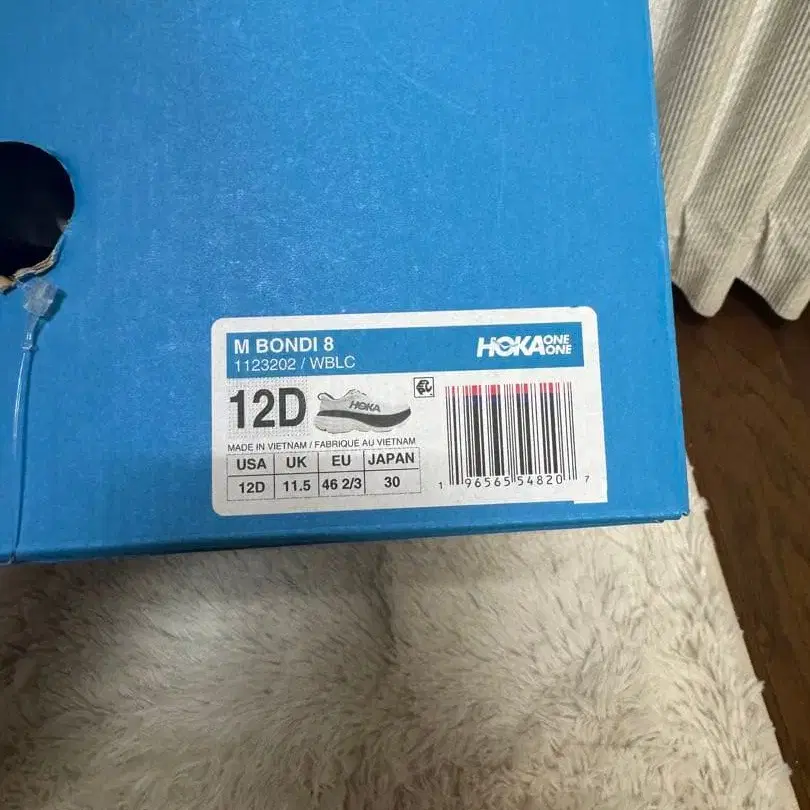 M BONDI 8
1123202 / WBLC
HOKA ONE ONE
12D
HOKA
MADE IN VIETNAM / FABRIQUÉ AU VIETNAM
USA UK EU JAPAN
12D 11.5 46 2/3 30
1 96565 54820 7